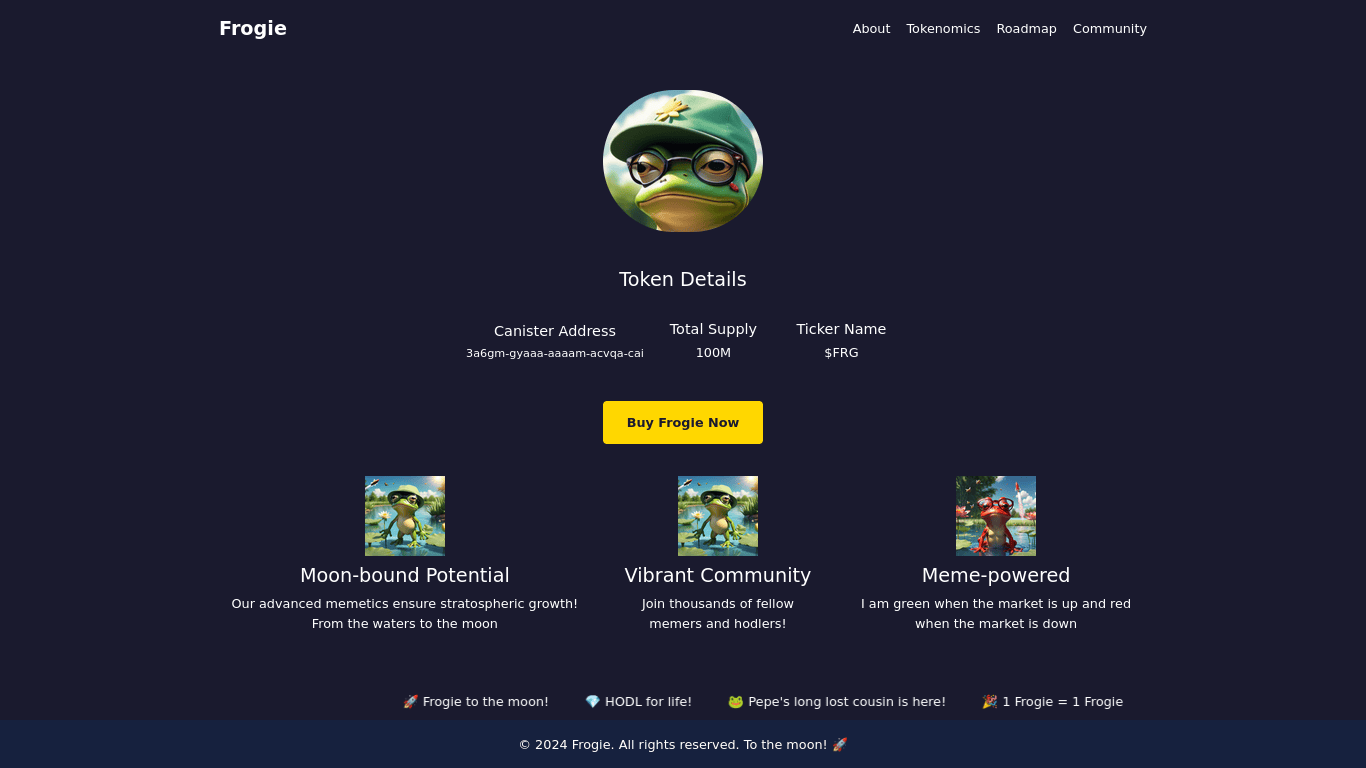 Frogie
About Tokenomics Roadmap Community
Token Details
Canister Address
3a6gm-gyaaa-aaaam-acvqa-cai
Total Supply
100M
Ticker Name
$FRG
Buy Frogie Now
Moon-bound Potential
Our advanced memetics ensure stratospheric growth!
From the waters to the moon
Vibrant Community
Join thousands of fellow
memers and hodlers!
Meme-powered
I am green when the market is up and red
when the market is down
🚀 Frogie to the moon! 💎 HODL for life! 🐸 Pepe's long lost cousin is here! 🎉 1 Frogie = 1 Frogie
© 2024 Frogie. All rights reserved. To the moon! 🚀